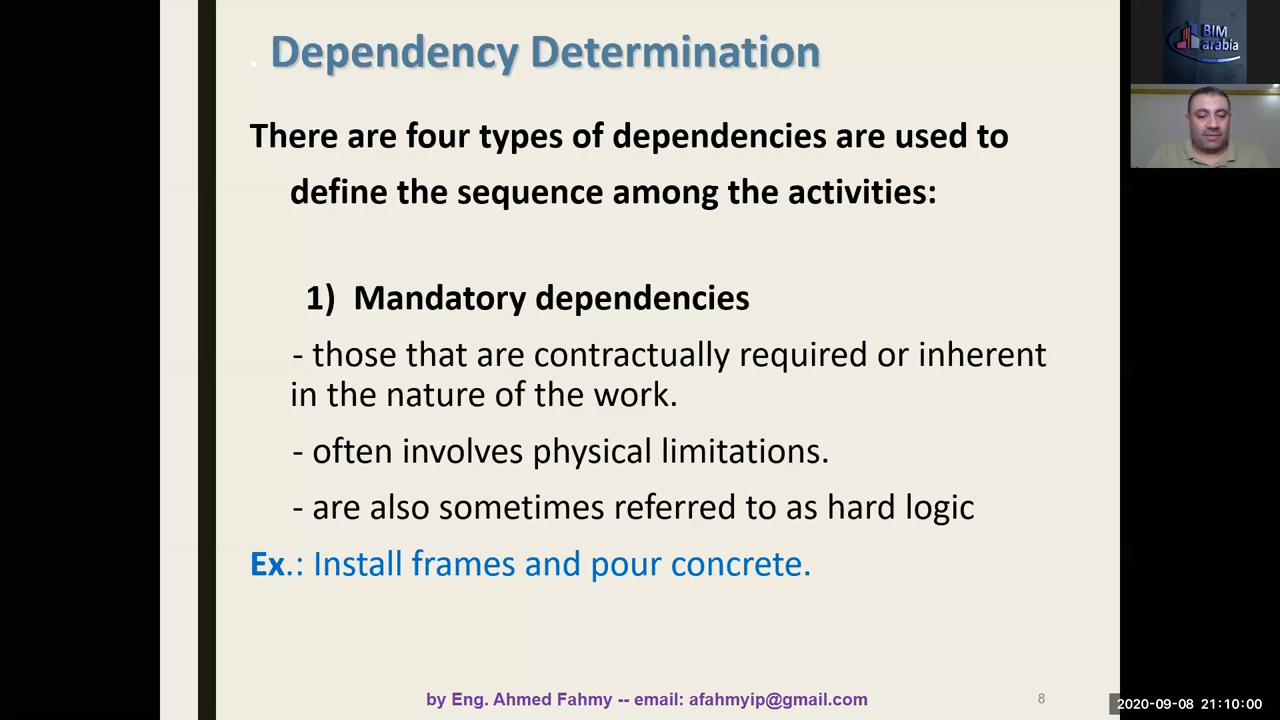 . Dependency Determination
There are four types of dependencies are used to
define the sequence among the activities:
1) Mandatory dependencies
- those that are contractually required or inherent
in the nature of the work.
- often involves physical limitations.
- are also sometimes referred to as hard logic
Ex.: Install frames and pour concrete.
by Eng. Ahmed Fahmy -- email: afahmyip@gmail.com
8
BIM
arabia
2020-09-08 21:10:00